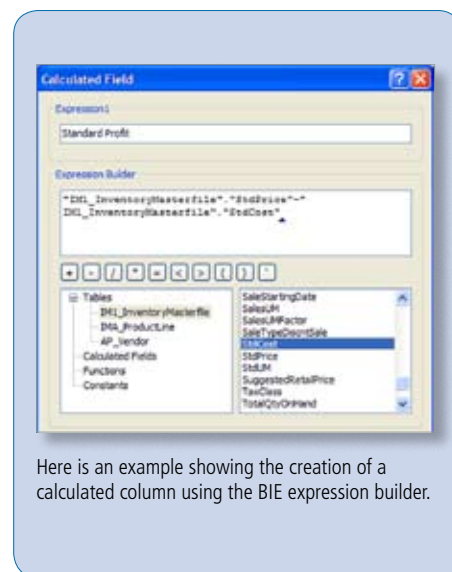 Calculated Field
Expression1
Standard Profit
Expression Builder
"IM1_InventoryMasterfile"."StdPrice"-"
IM1_InventoryMasterfile"."StdCost"
+ - / * = < > ( ) '
Tables
IM1_InventoryMasterfile
IMA_ProductLine
AP_Vendor
Calculated Fields
Functions
Constants
SaleStartingDate
SalesUM
SalesUMFactor
SaleTypeDiscntSale
StdCost
StdPrice
StdUM
SuggestedRetailPrice
TaxClass
TotalQtyOnHand
Here is an example showing the creation of a
calculated column using the BIE expression builder.